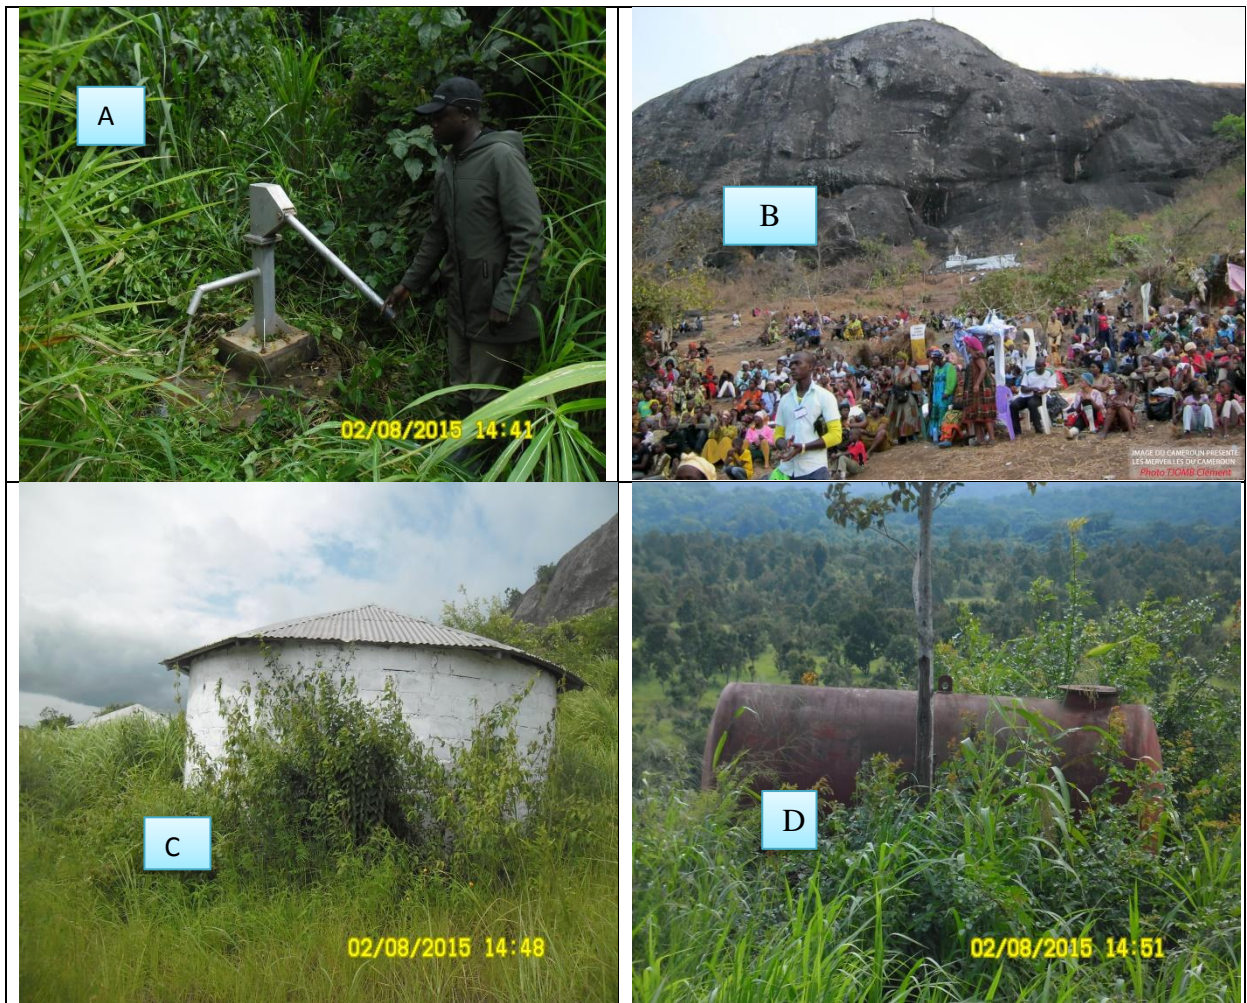 A
02/08/2015 14:41
B
IMAGE DU CAMEROUN PRESENTE
LES MERVEILLES DU CAMEROUN
Photo TJOMB Clément
C
02/08/2015 14:48
D
02/08/2015 14:51